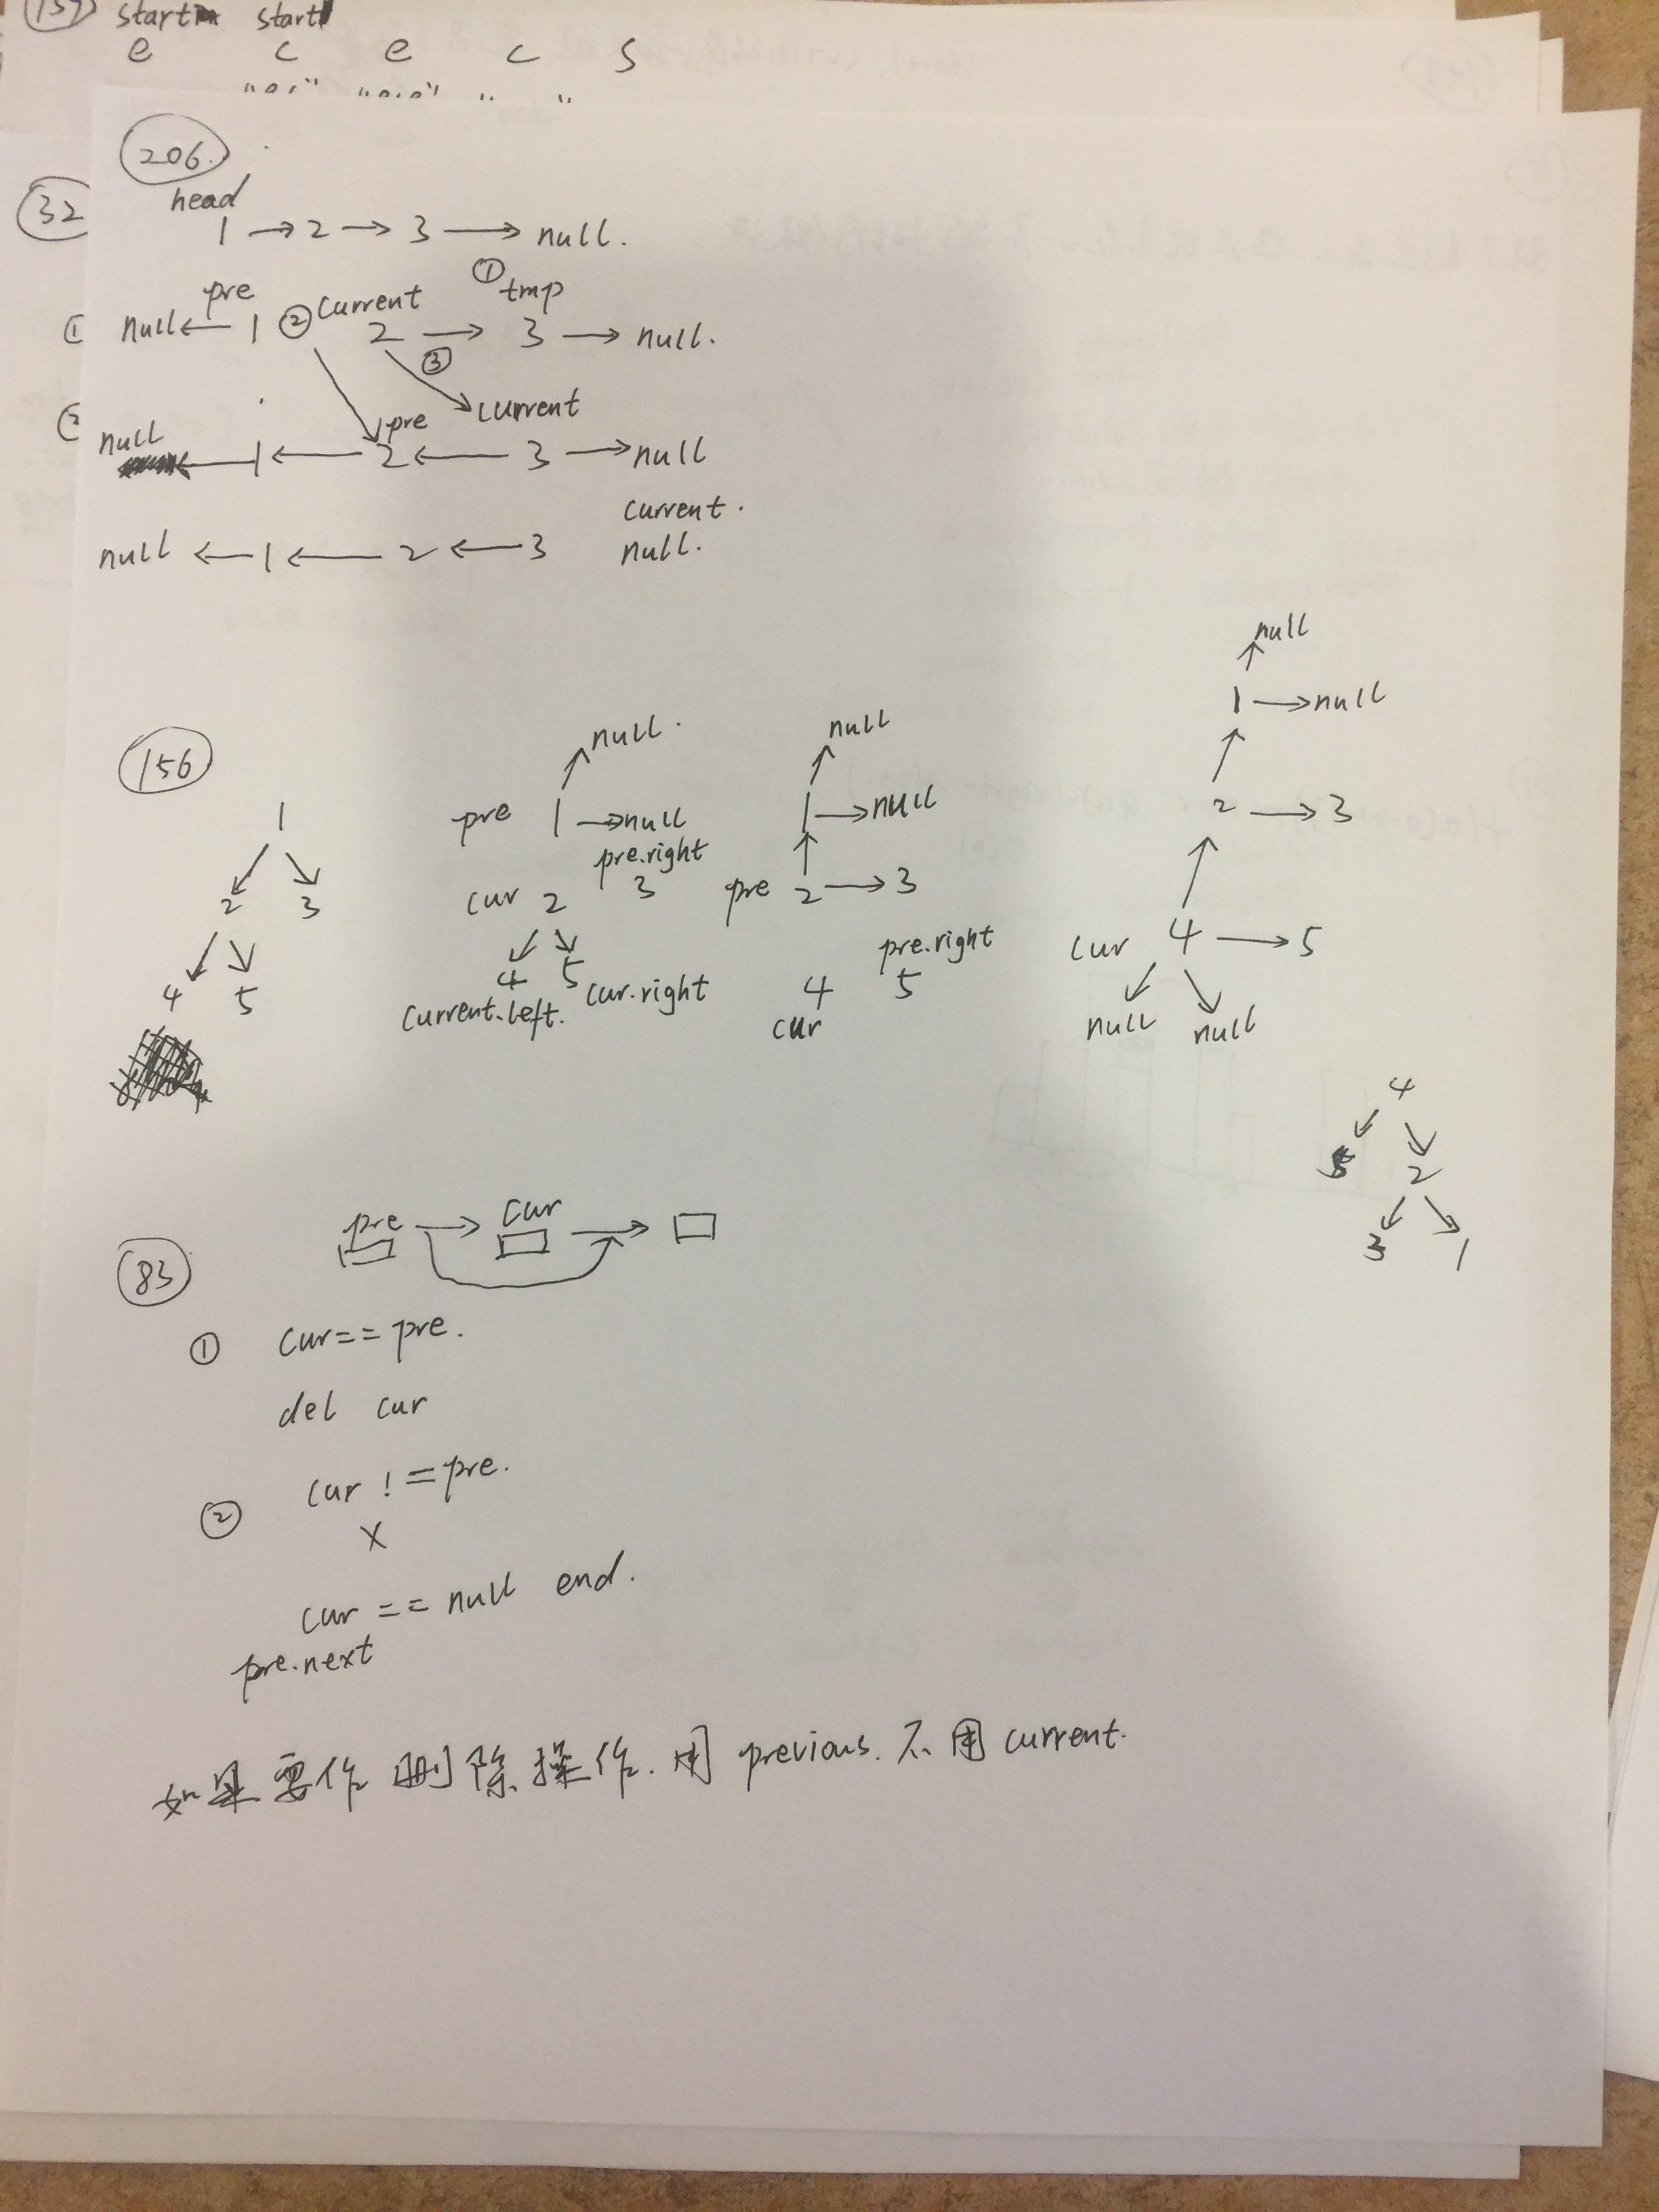 159 start start
e c e c s
32
206.
head
1 → 2 → 3 → null.
① tmp
pre ② current
① null ← 1 2 → 3 → null.
③
current
② null pre
← 1 ← 2 ← 3 → null
current.
null ← 1 ← 2 ← 3 null.
156
1
2 3
4 5
null.
pre 1 → null
pre.right
cur 2 3
4 5
current.left. cur.right
null
1 → null
pre 2 → 3
pre.right
4 5
cur
null
1 → null
2 → 3
cur 4 → 5
null null
4
5 2
3 1
83
pre → cur →
① cur == pre.
del cur
② cur != pre.
X
cur == null end.
pre.next
如果要作删除操作. 用 previous. 不用 current.